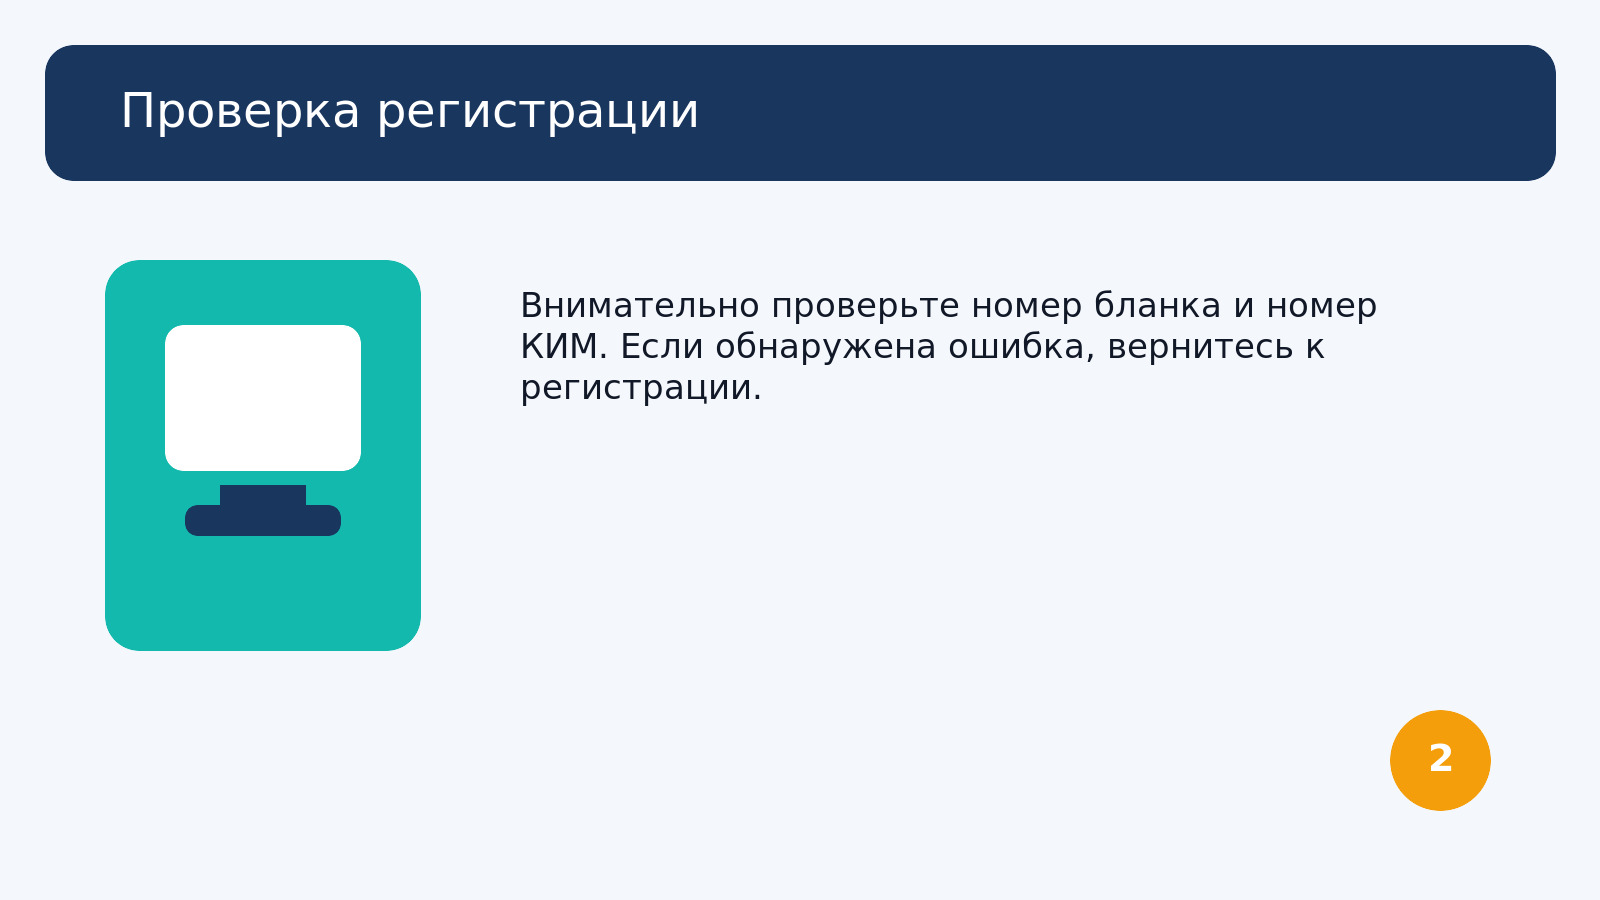 Проверка регистрации
Внимательно проверьте номер бланка и номер
КИМ. Если обнаружена ошибка, вернитесь к
регистрации.
2